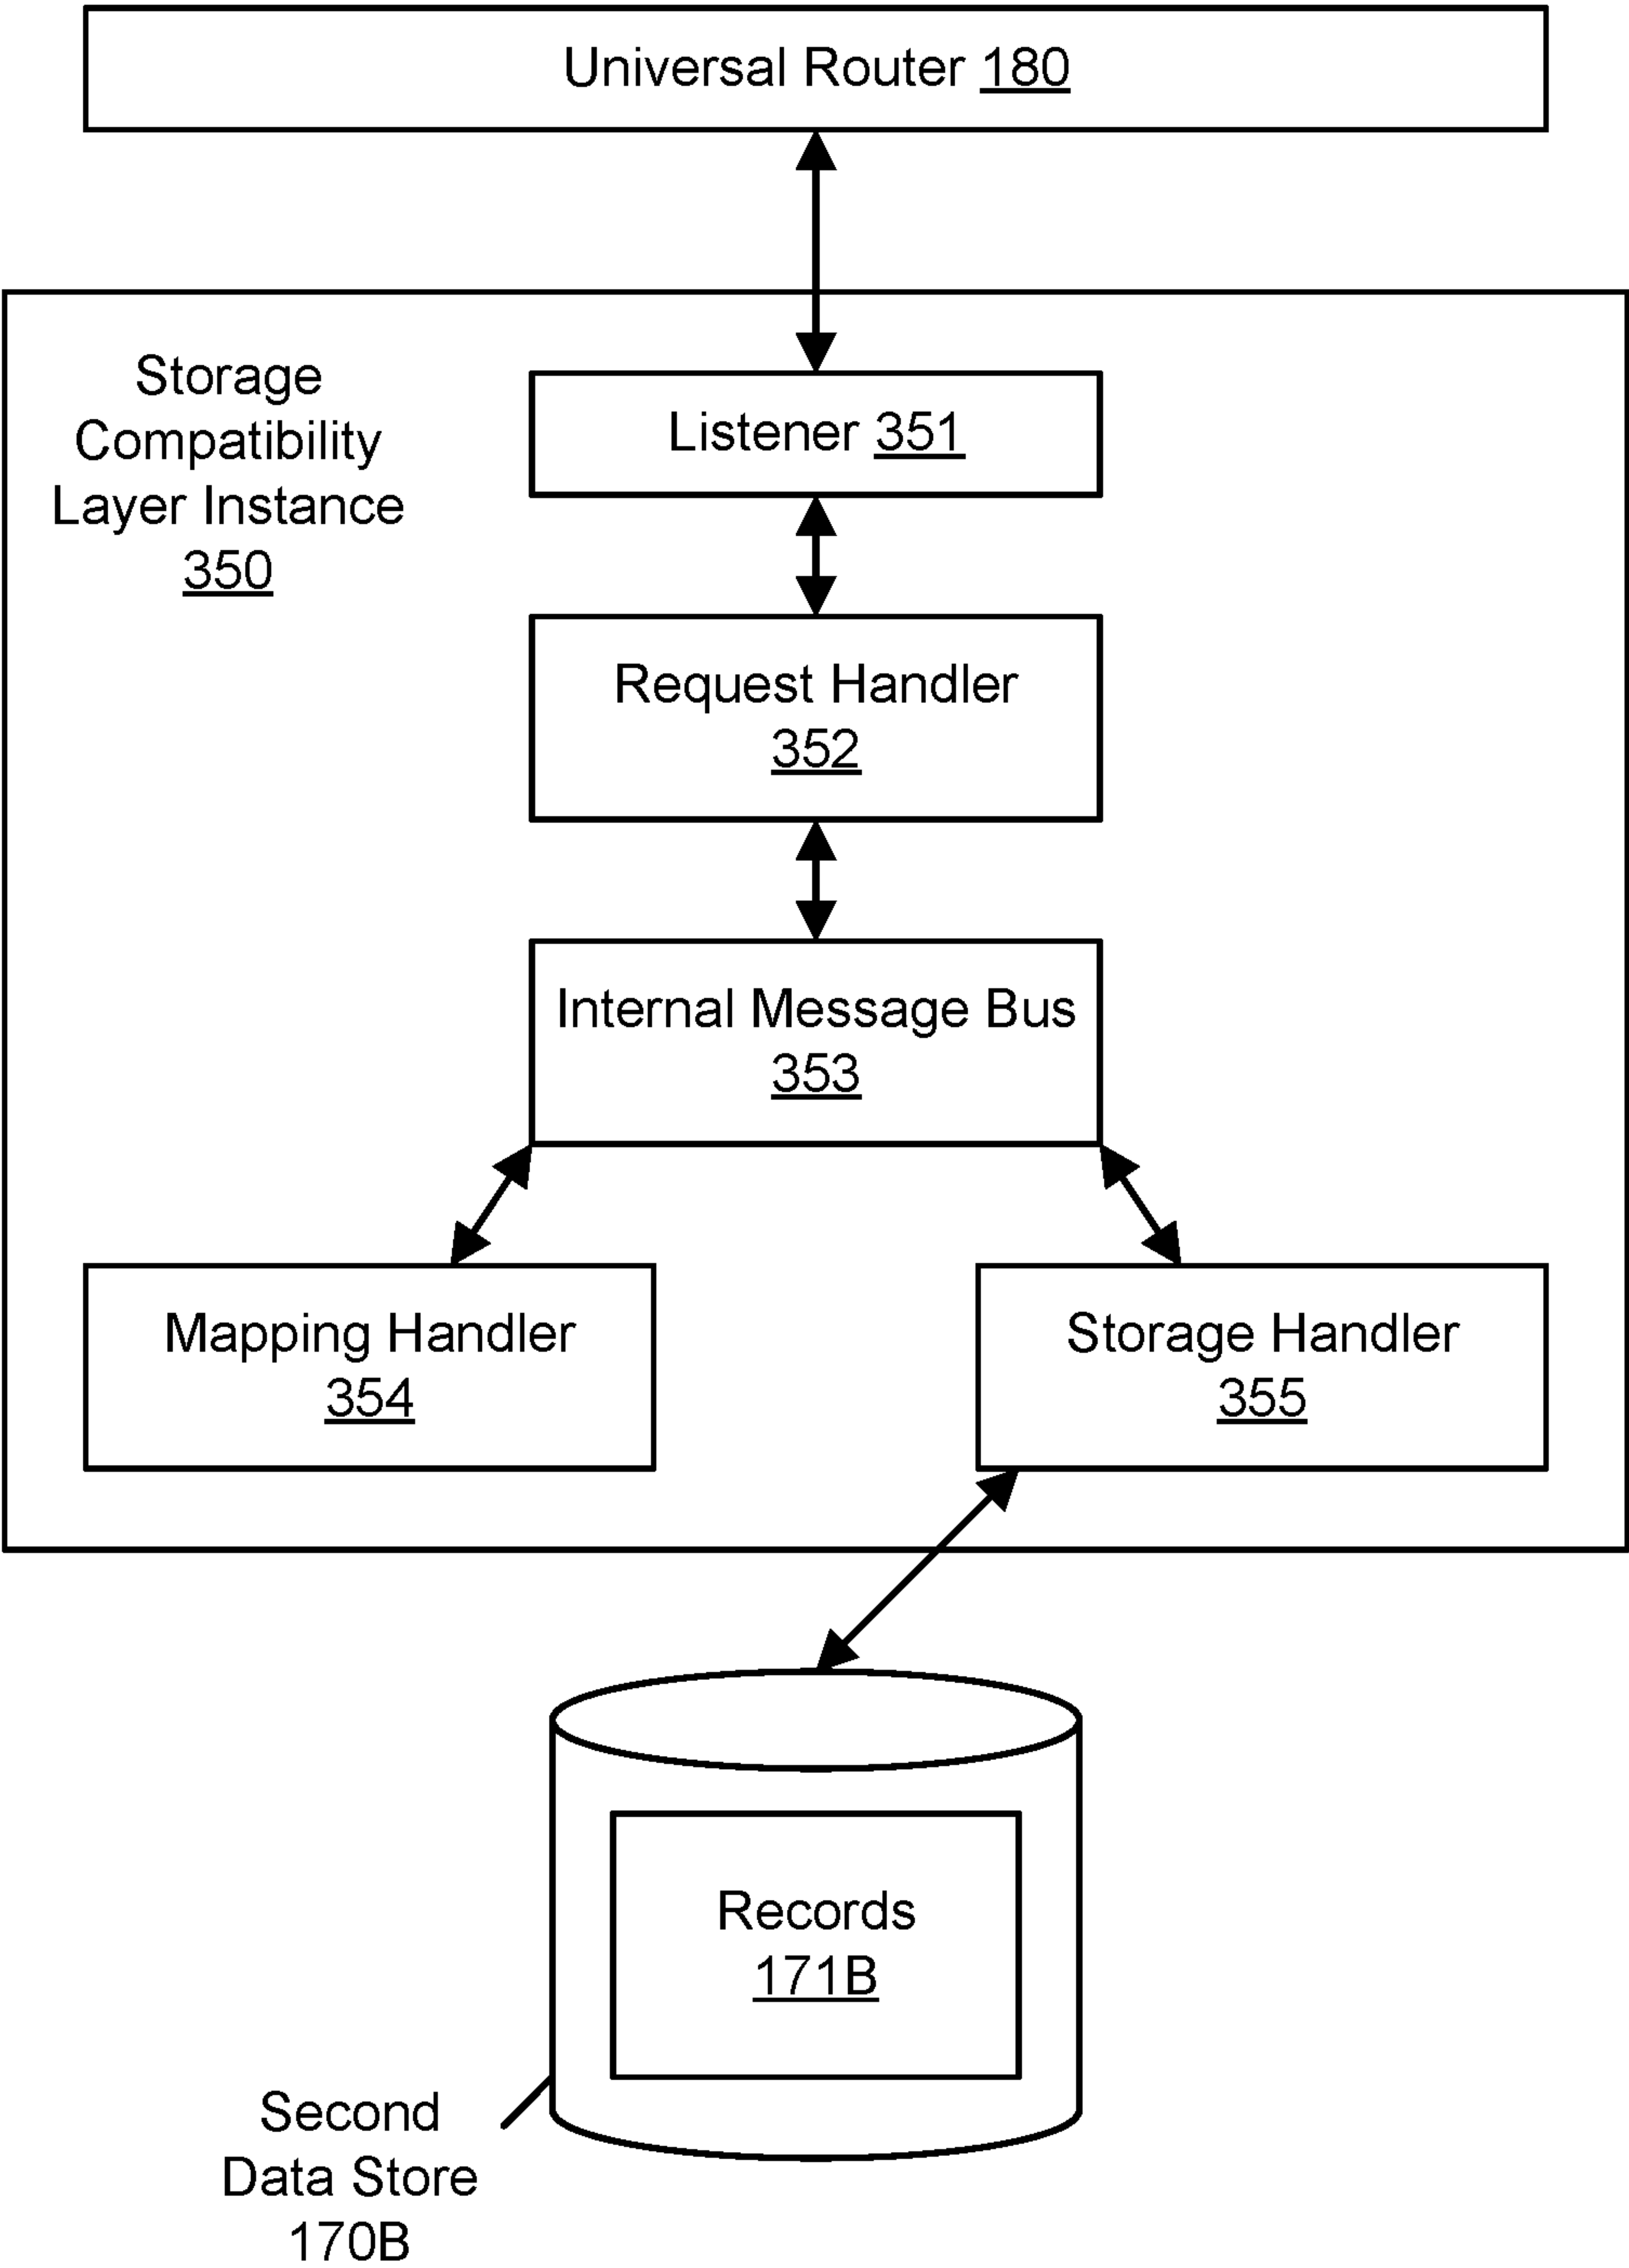 Universal Router 180
Storage
Compatibility
Layer Instance
350
Listener 351
Request Handler
352
Internal Message Bus
353
Mapping Handler
354
Storage Handler
355
Records
171B
Second
Data Store
170B